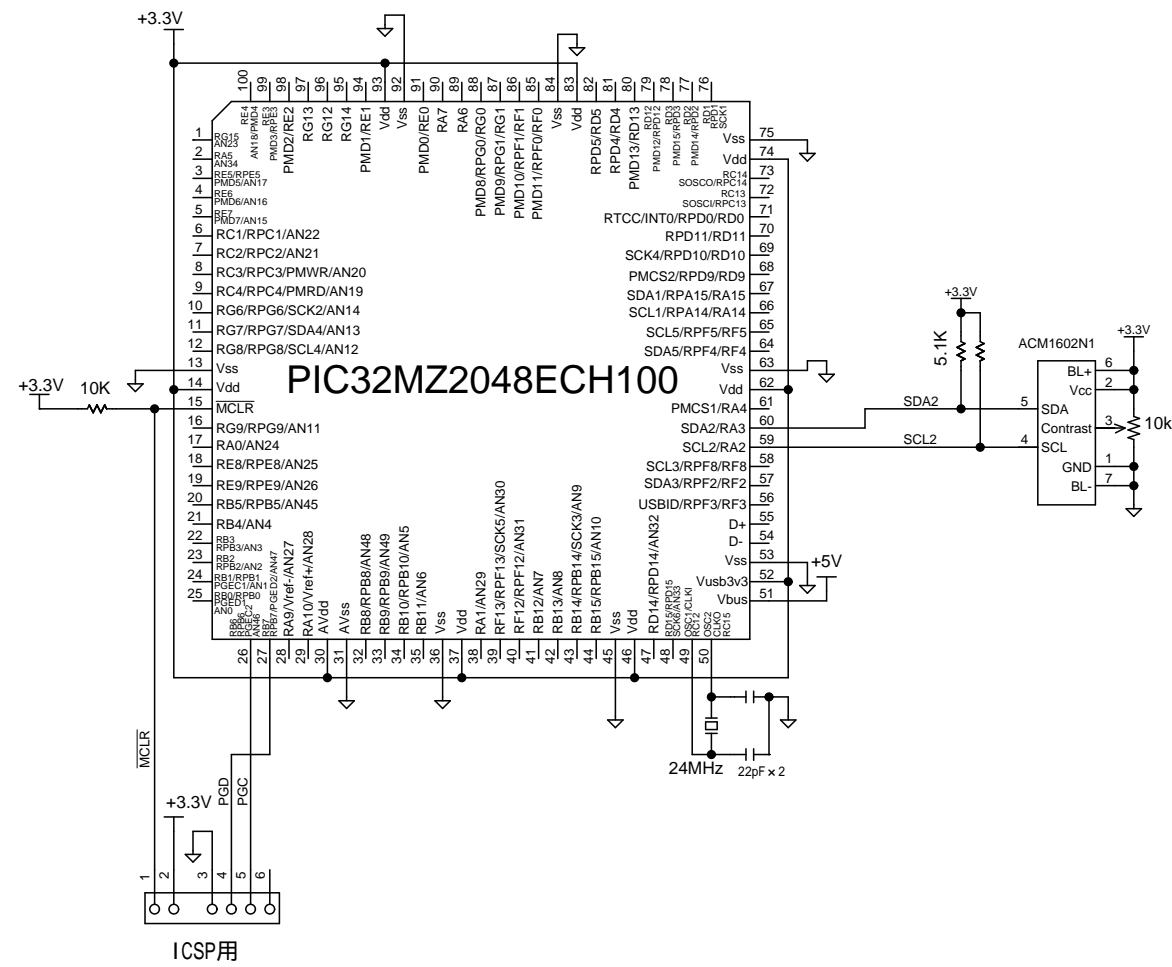 +3.3V
100
99
98
97
96
95
94
93
92
91
90
89
88
87
86
85
84
83
82
81
80
79
78
77
76
RE4
AN18/PMD4
RE3
PMD3/RPE3
PMD2/RE2
RG13
RG12
RG14
PMD1/RE1
Vdd
Vss
PMD0/RE0
RA7
RA6
PMD8/RPG0/RG0
PMD9/RPG1/RG1
PMD10/RPF1/RF1
PMD11/RPF0/RF0
Vss
Vdd
RPD5/RD5
RPD4/RD4
PMD13/RD13
RD12
PMD12/RPD12
RD3
PMD15/RPD3
RD2
PMD14/RPD2
RD1
RPD1
SCK1
1
RG15
AN23
2
RA5
AN34
3
RE5/RPE5
PMD5/AN17
4
RE6
PMD6/AN16
5
RE7
PMD7/AN15
6 RC1/RPC1/AN22
7 RC2/RPC2/AN21
8 RC3/RPC3/PMWR/AN20
9 RC4/RPC4/PMRD/AN19
10 RG6/RPG6/SCK2/AN14
11 RG7/RPG7/SDA4/AN13
12 RG8/RPG8/SCL4/AN12
13 Vss
14 Vdd
15 MCLR
16 RG9/RPG9/AN11
17 RA0/AN24
18 RE8/RPE8/AN25
19 RE9/RPE9/AN26
20 RB5/RPB5/AN45
21 RB4/AN4
22
RB3
RPB3/AN3
23
RB2
RPB2/AN2
24
RB1/RPB1
PGEC1/AN1
25
RB0/RPB0
PGED1
AN0
+3.3V
10K
PIC32MZ2048ECH100
Vss 75
Vdd 74
RC14
SOSCO/RPC14
73
RC13
SOSCI/RPC13
72
RTCC/INT0/RPD0/RD0 71
RPD11/RD11 70
SCK4/RPD10/RD10 69
PMCS2/RPD9/RD9 68
SDA1/RPA15/RA15 67
SCL1/RPA14/RA14 66
SCL5/RPF5/RF5 65
SDA5/RPF4/RF4 64
Vss 63
Vdd 62
PMCS1/RA4 61
SDA2/RA3 60
SCL2/RA2 59
SCL3/RPF8/RF8 58
SDA3/RPF2/RF2 57
USBID/RPF3/RF3 56
D+ 55
D- 54
Vss 53
Vusb3v3 52
Vbus 51
+5V
SDA2
SCL2
+3.3V
5.1K
ACM1602N1
+3.3V
BL+ 6
Vcc 2
5 SDA
Contrast 3
10k
4 SCL
GND 1
BL- 7
RB6
RPB6
PGEC2
AN46
RB7
RPB7/PGED2/AN47
RA9/Vref-/AN27
RA10/Vref+/AN28
AVdd
AVss
RB8/RPB8/AN48
RB9/RPB9/AN49
RB10/RPB10/AN5
RB11/AN6
Vss
Vdd
RA1/AN29
RF13/RPF13/SCK5/AN30
RF12/RPF12/AN31
RB12/AN7
RB13/AN8
RB14/RPB14/SCK3/AN9
RB15/RPB15/AN10
Vss
Vdd
RD14/RPD14/AN32
RD15/RPD15
SCK6/AN33
OSC1/CLKI
RC12
OSC2
CLKO
RC15
26
27
28
29
30
31
32
33
34
35
36
37
38
39
40
41
42
43
44
45
46
47
48
49
50
24MHz
22pF×2
MCLR
PGD
PGC
+3.3V
1
2
3
4
5
6
ICSP用